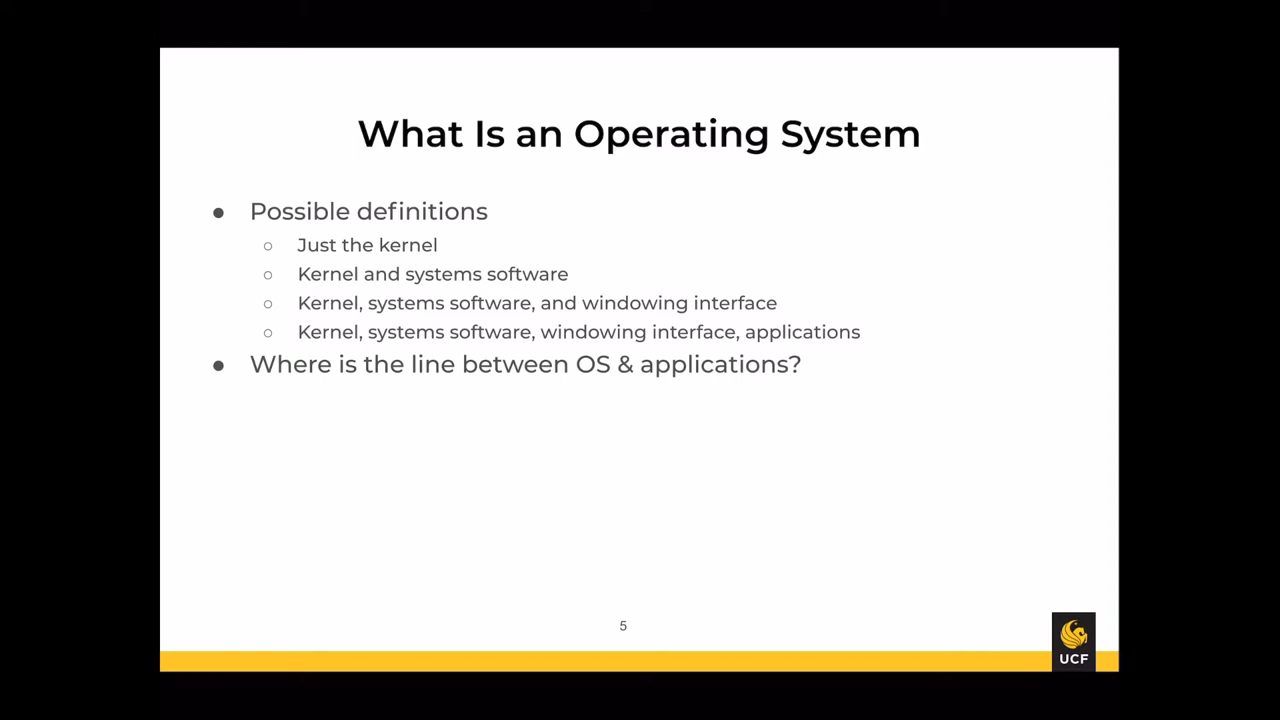 What Is an Operating System
● Possible definitions
○ Just the kernel
○ Kernel and systems software
○ Kernel, systems software, and windowing interface
○ Kernel, systems software, windowing interface, applications
● Where is the line between OS & applications?
5
UCF